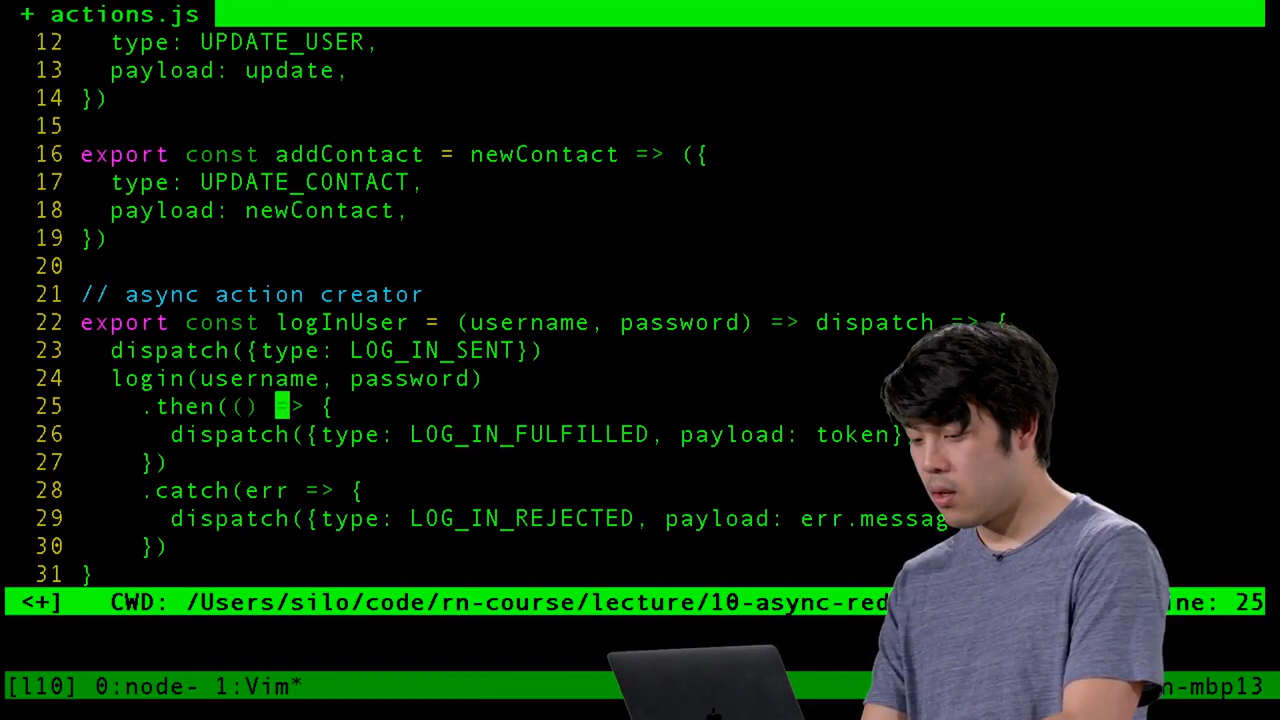 + actions.js
12 type: UPDATE_USER,
13 payload: update,
14 })
15
16 export const addContact = newContact => ({
17 type: UPDATE_CONTACT,
18 payload: newContact,
19 })
20
21 // async action creator
22 export const logInUser = (username, password) => dispatch => {
23 dispatch({type: LOG_IN_SENT})
24 login(username, password)
25 .then(() => {
26 dispatch({type: LOG_IN_FULFILLED, payload: token}
27 })
28 .catch(err => {
29 dispatch({type: LOG_IN_REJECTED, payload: err.messag
30 })
31 }
<+] CWD: /Users/silo/code/rn-course/lecture/10-async-red ine: 25
[l10] 0:node- 1:Vim* n-mbp13